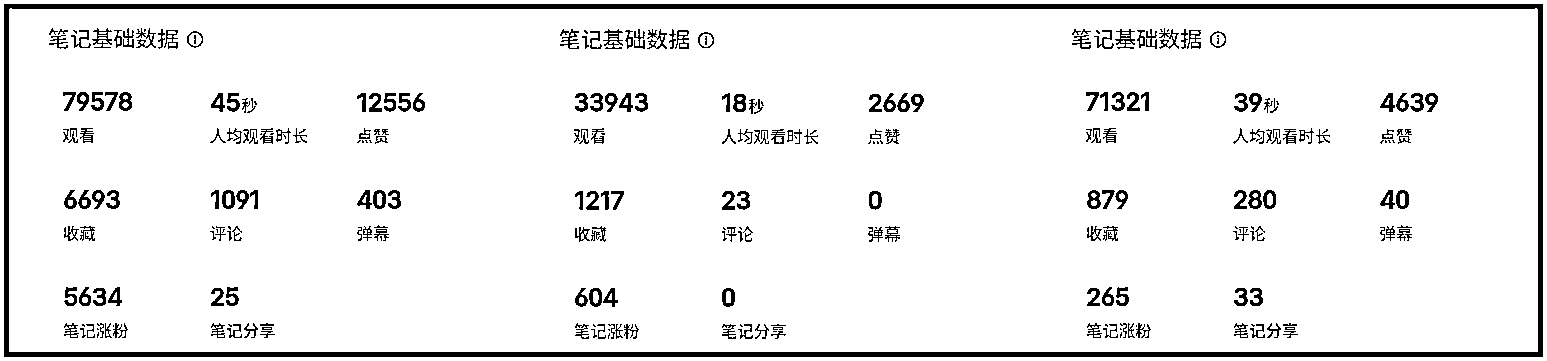 笔记基础数据 笔记基础数据 笔记基础数据
79578 45秒 12556 33943 18秒 2669 71321 39秒 4639
观看 人均观看时长 点赞 观看 人均观看时长 点赞 观看 人均观看时长 点赞
6693 1091 403 1217 23 0 879 280 40
收藏 评论 弹幕 收藏 评论 弹幕 收藏 评论 弹幕
5634 25 604 0 265 33
笔记涨粉 笔记分享 笔记涨粉 笔记分享 笔记涨粉 笔记分享